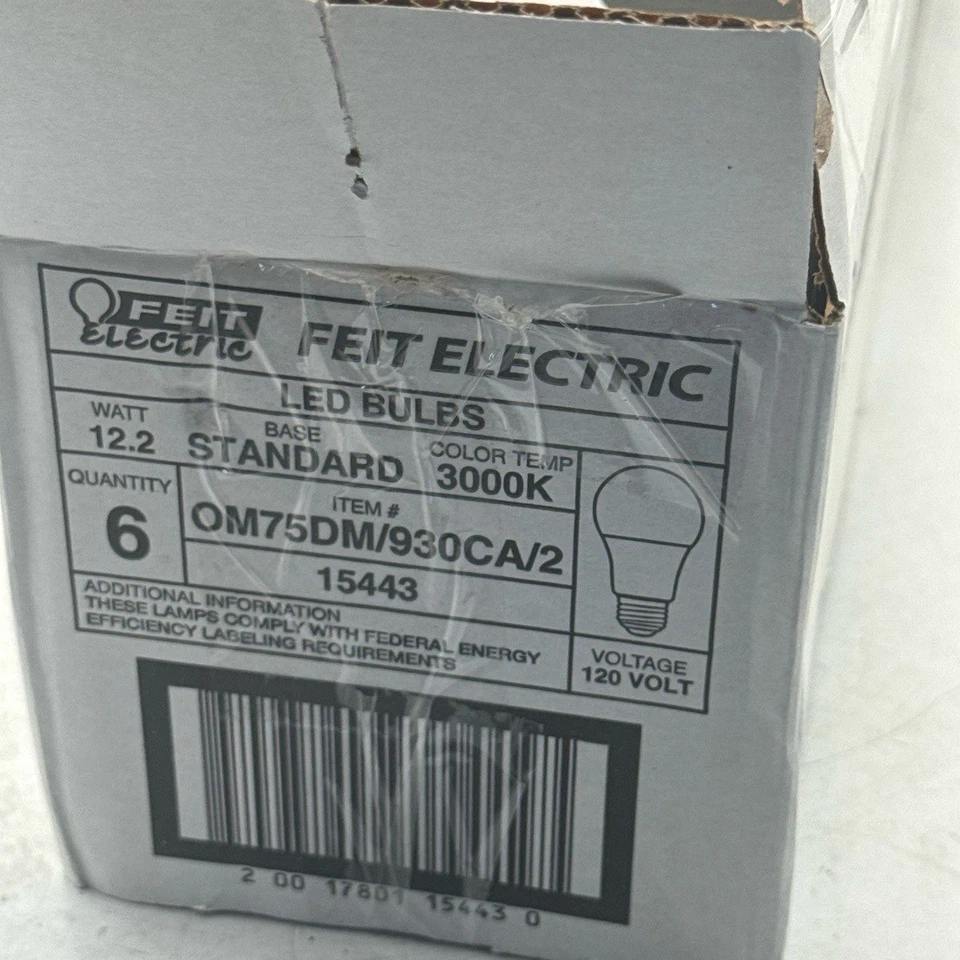 FEIT
ELECTRIC
FEIT ELECTRIC
LED BULBS
WATT
12.2
BASE
STANDARD
COLOR TEMP
3000K
QUANTITY
6
ITEM #
OM75DM/930CA/2
15443
ADDITIONAL INFORMATION
THESE LAMPS COMPLY WITH FEDERAL ENERGY
EFFICIENCY LABELING REQUIREMENTS
VOLTAGE
120 VOLT
2 00 17801 15443 0